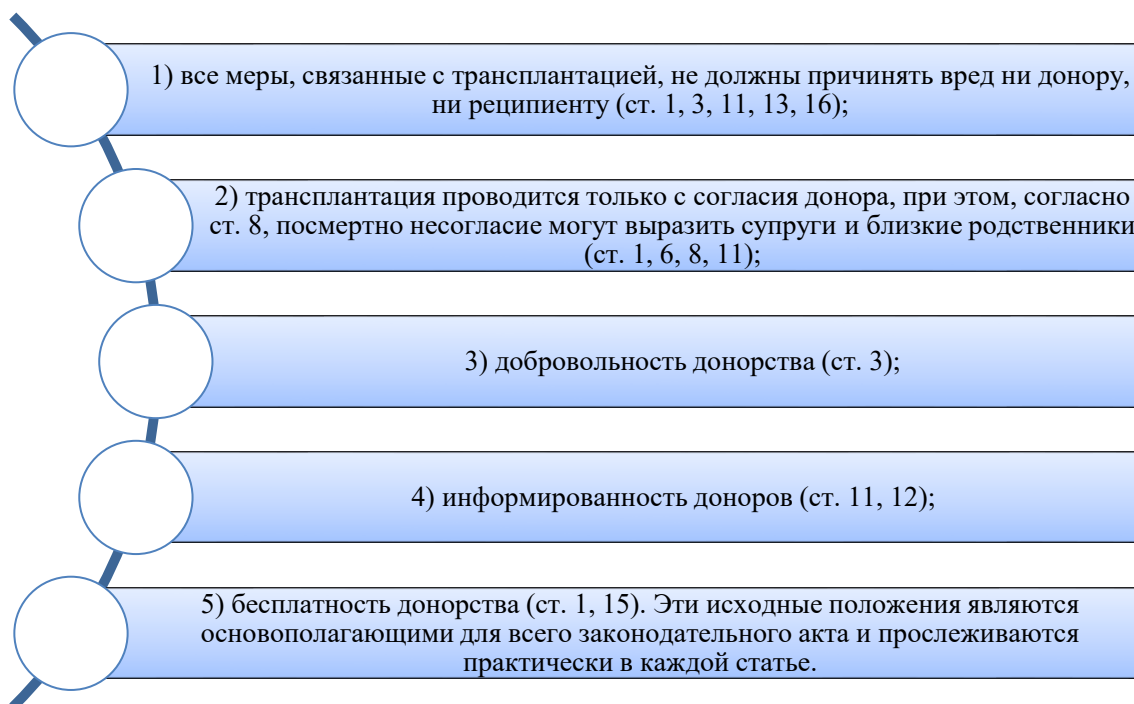 1) все меры, связанные с трансплантацией, не должны причинять вред ни донору,
ни реципиенту (ст. 1, 3, 11, 13, 16);
2) трансплантация проводится только с согласия донора, при этом, согласно
ст. 8, посмертно несогласие могут выразить супруги и близкие родственники
(ст. 1, 6, 8, 11);
3) добровольность донорства (ст. 3);
4) информированность доноров (ст. 11, 12);
5) бесплатность донорства (ст. 1, 15). Эти исходные положения являются
основополагающими для всего законодательного акта и прослеживаются
практически в каждой статье.